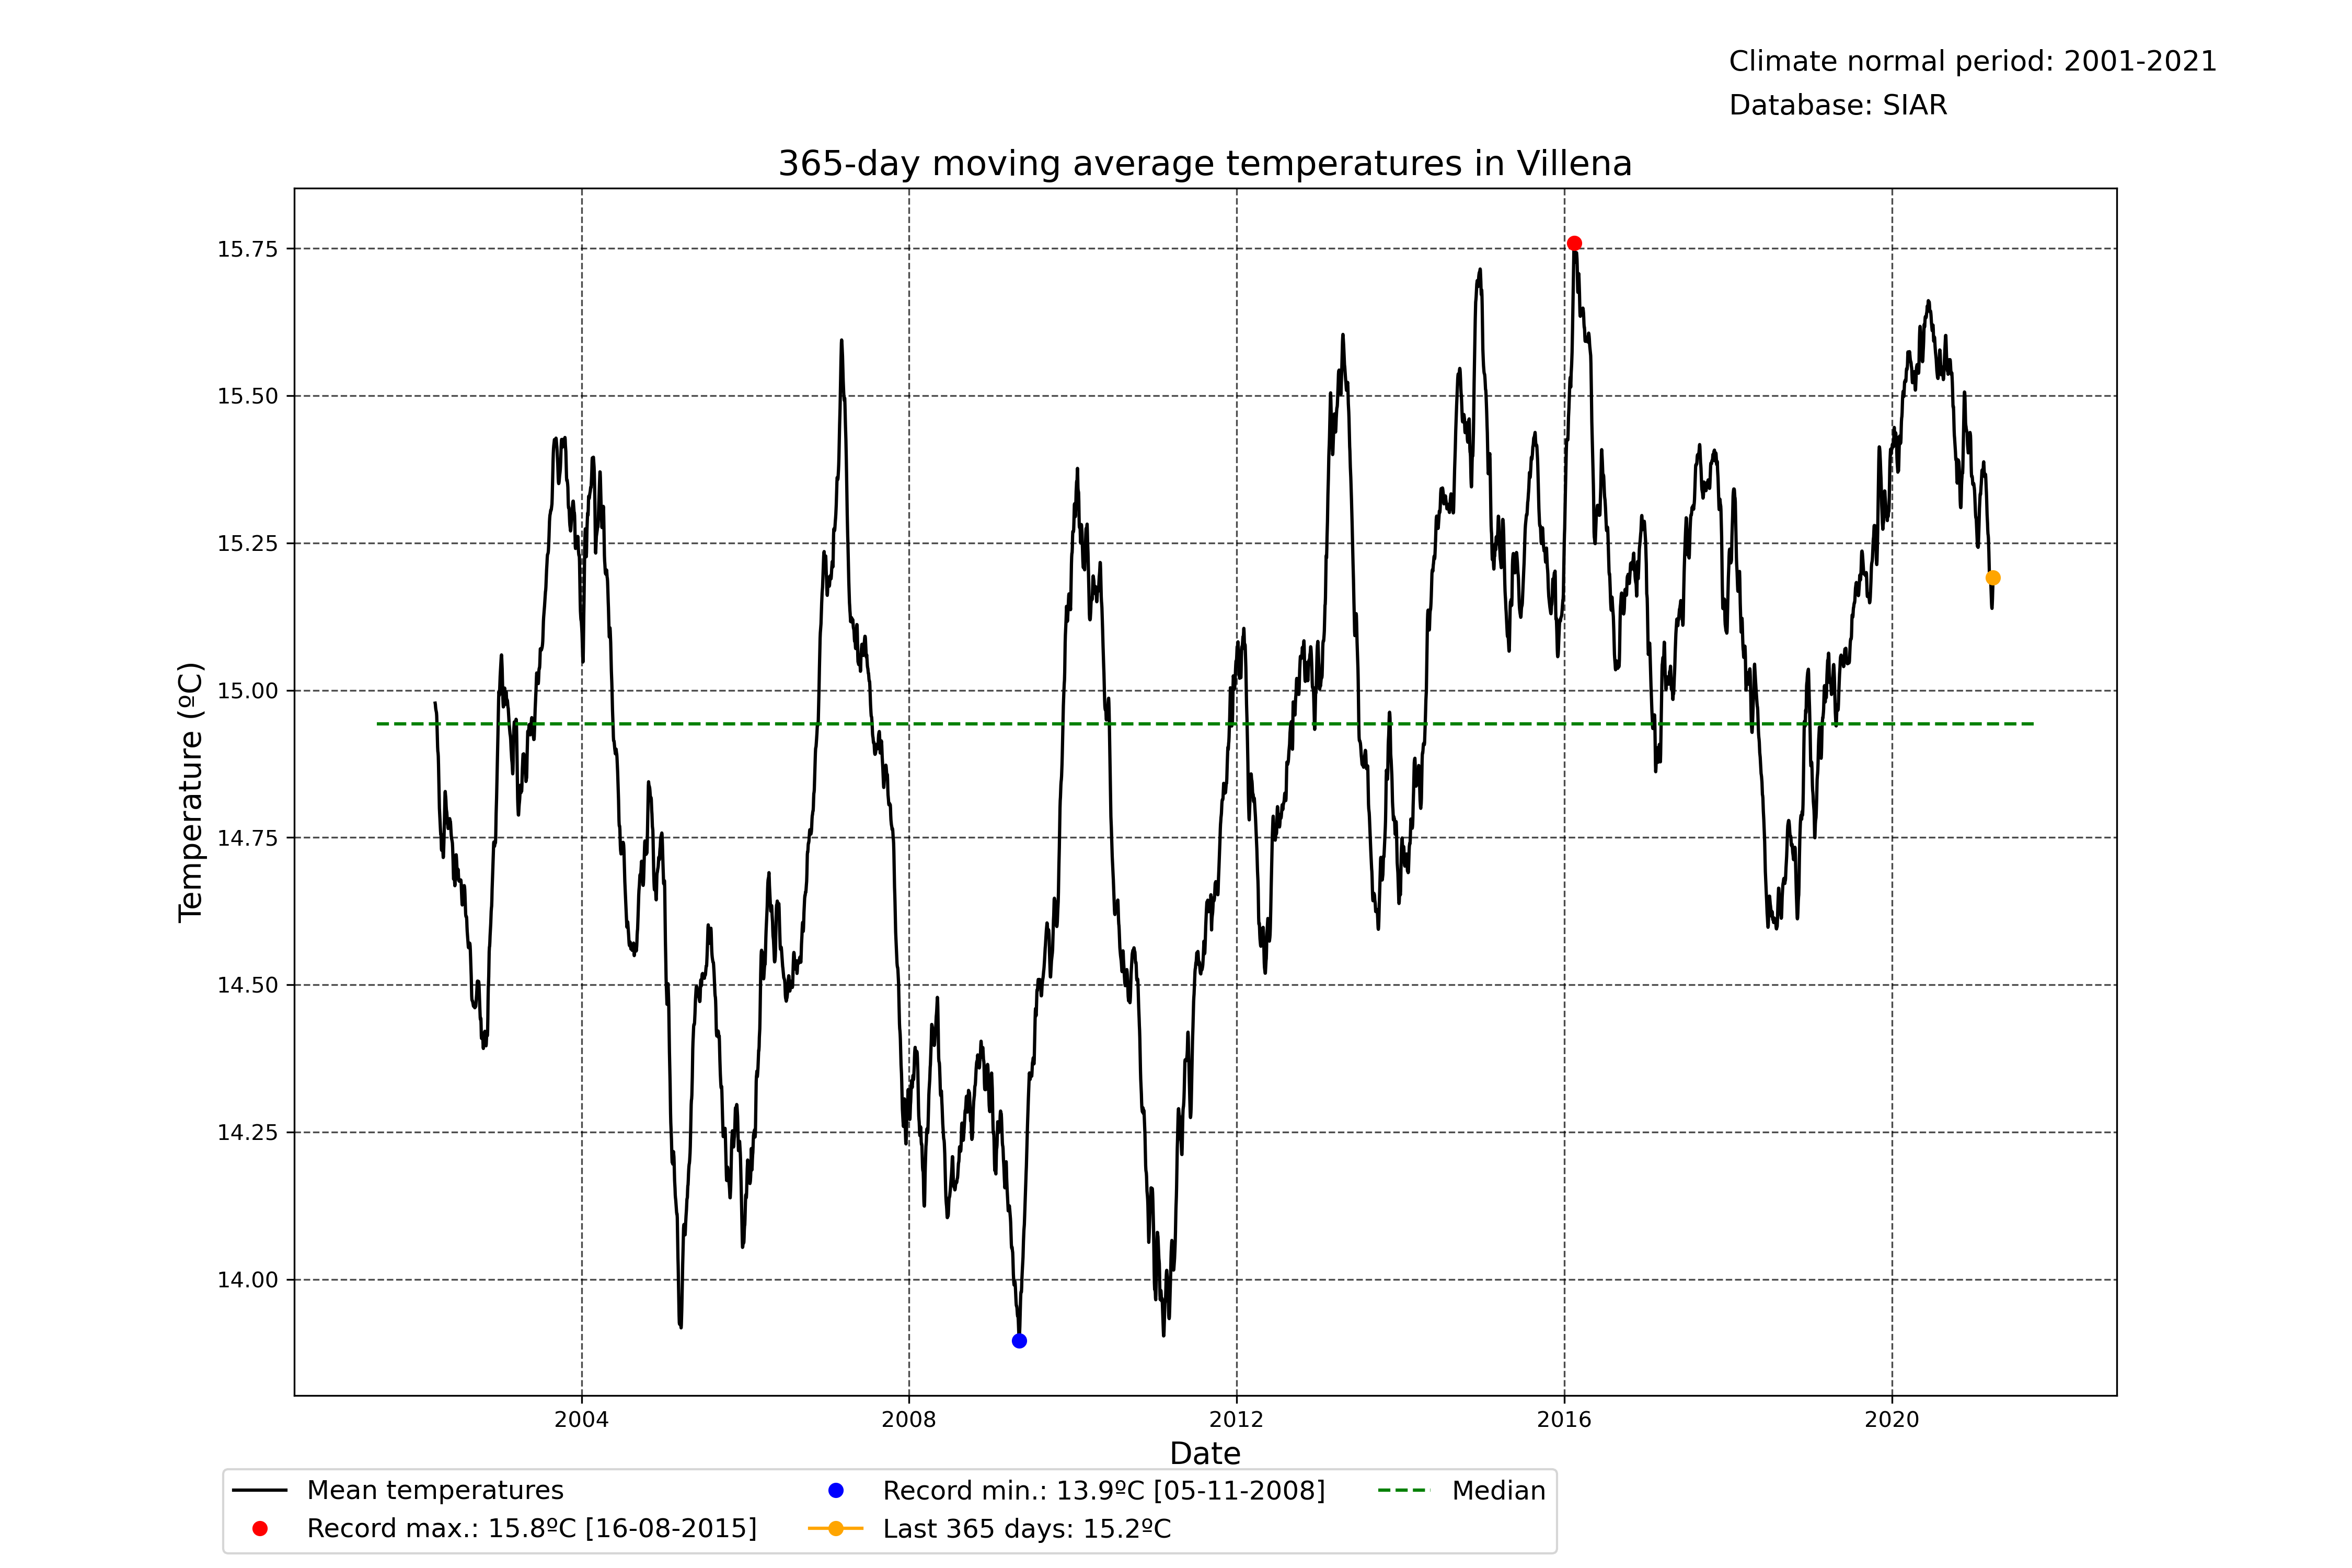 Climate normal period: 2001-2021
Database: SIAR
365-day moving average temperatures in Villena
Temperature (ºC)
15.75
15.50
15.25
15.00
14.75
14.50
14.25
14.00
2004
2008
2012
2016
2020
Date
Mean temperatures
Record max.: 15.8ºC [16-08-2015]
Record min.: 13.9ºC [05-11-2008]
Last 365 days: 15.2ºC
Median